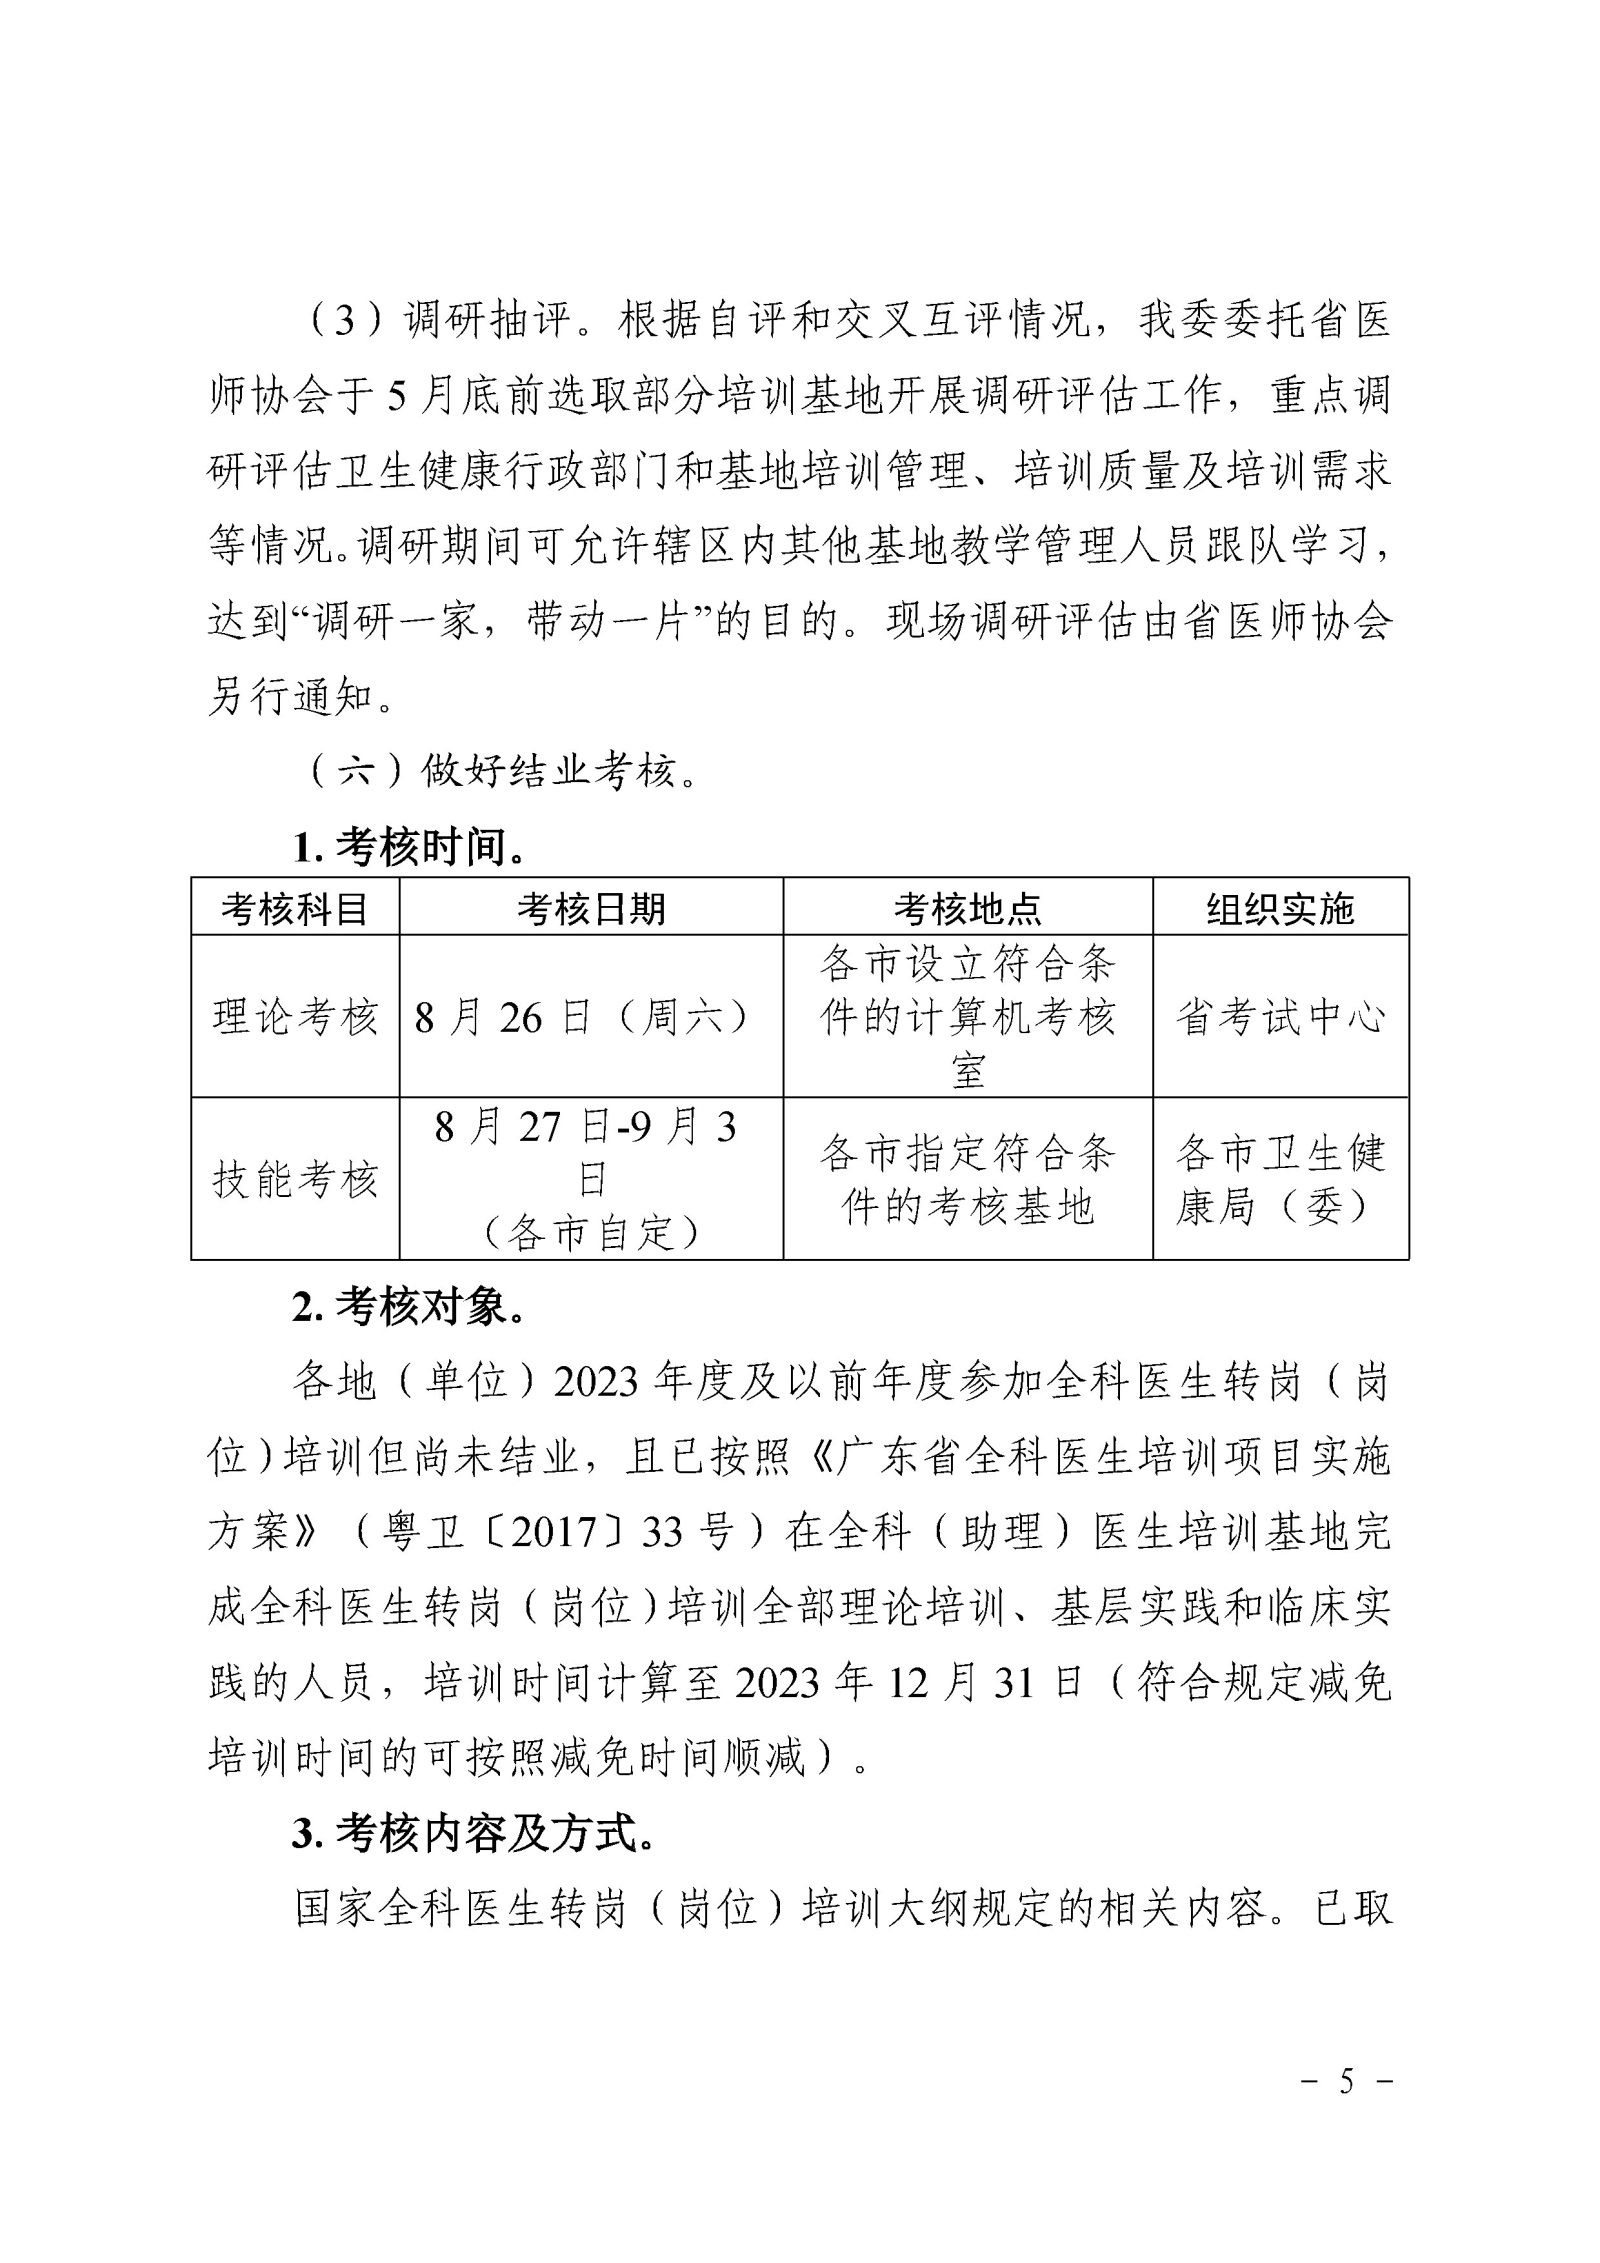 （3）调研抽评。根据自评和交叉互评情况，我委委托省医
师协会于 5 月底前选取部分培训基地开展调研评估工作，重点调
研评估卫生健康行政部门和基地培训管理、培训质量及培训需求
等情况。调研期间可允许辖区内其他基地教学管理人员跟队学习，
达到“调研一家，带动一片”的目的。现场调研评估由省医师协会
另行通知。
（六）做好结业考核。
1. 考核时间。
考核科目 考核日期 考核地点 组织实施
理论考核 8 月 26 日（周六） 各市设立符合条
件的计算机考核
室 省考试中心
技能考核 8 月 27 日-9 月 3
日
（各市自定） 各市指定符合条
件的考核基地 各市卫生健
康局（委）
2. 考核对象。
各地（单位）2023 年度及以前年度参加全科医生转岗（岗
位）培训但尚未结业，且已按照《广东省全科医生培训项目实施
方案》（粤卫〔2017〕33 号）在全科（助理）医生培训基地完
成全科医生转岗（岗位）培训全部理论培训、基层实践和临床实
践的人员，培训时间计算至 2023 年 12 月 31 日（符合规定减免
培训时间的可按照减免时间顺减）。
3. 考核内容及方式。
国家全科医生转岗（岗位）培训大纲规定的相关内容。已取
- 5 -